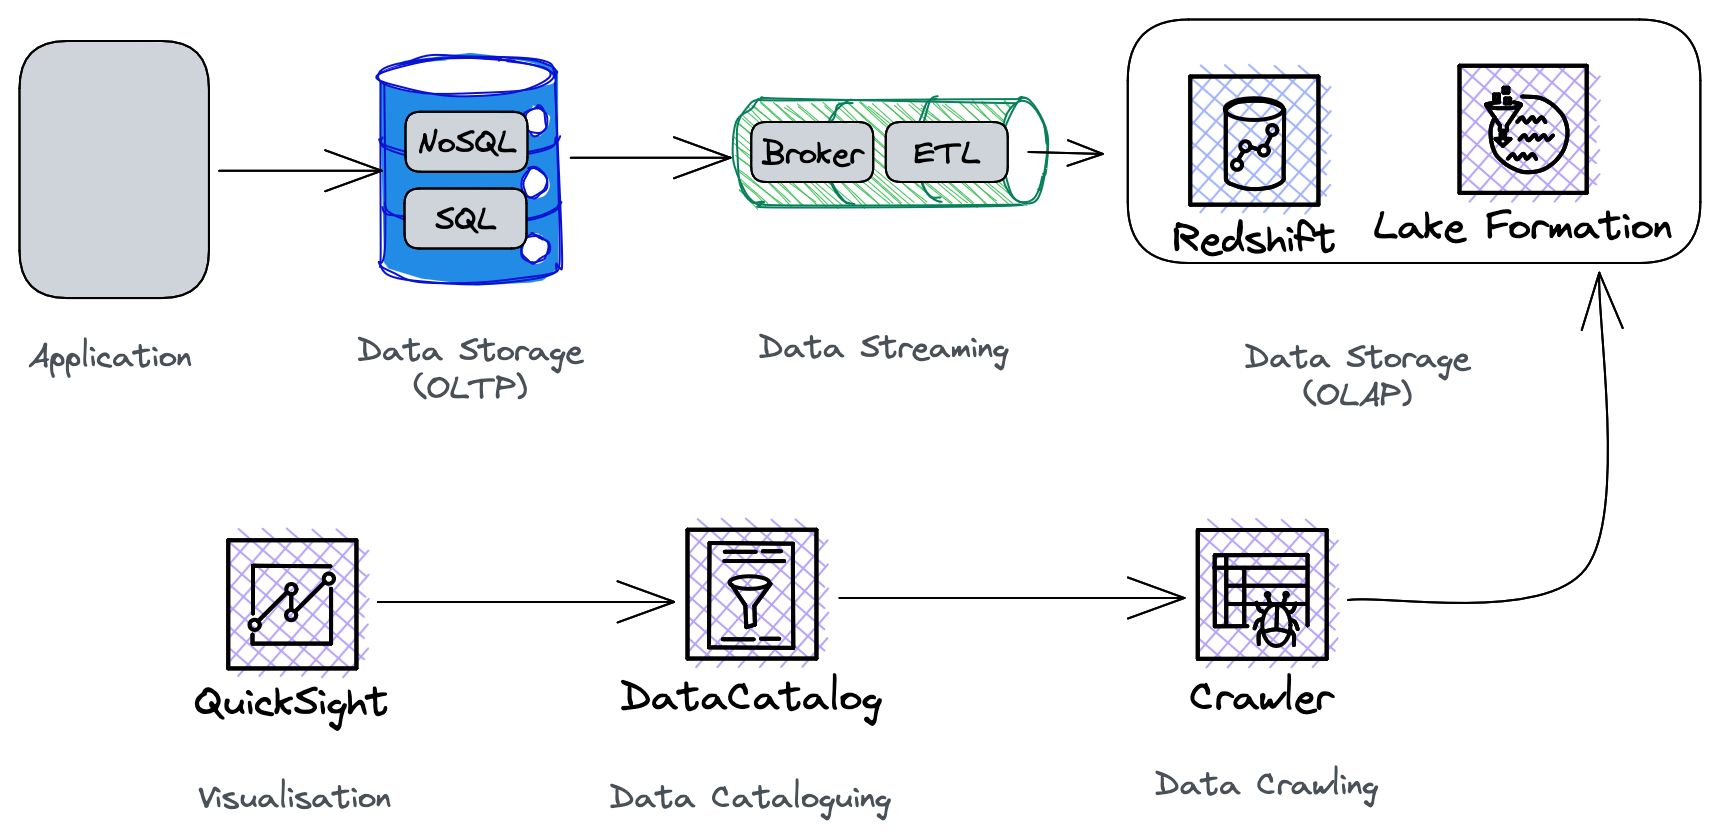 NoSQL
SQL
Broker
ETL
Redshift
Lake Formation
Application
Data Storage
(OLTP)
Data Streaming
Data Storage
(OLAP)
QuickSight
DataCatalog
Crawler
Visualisation
Data Cataloguing
Data Crawling